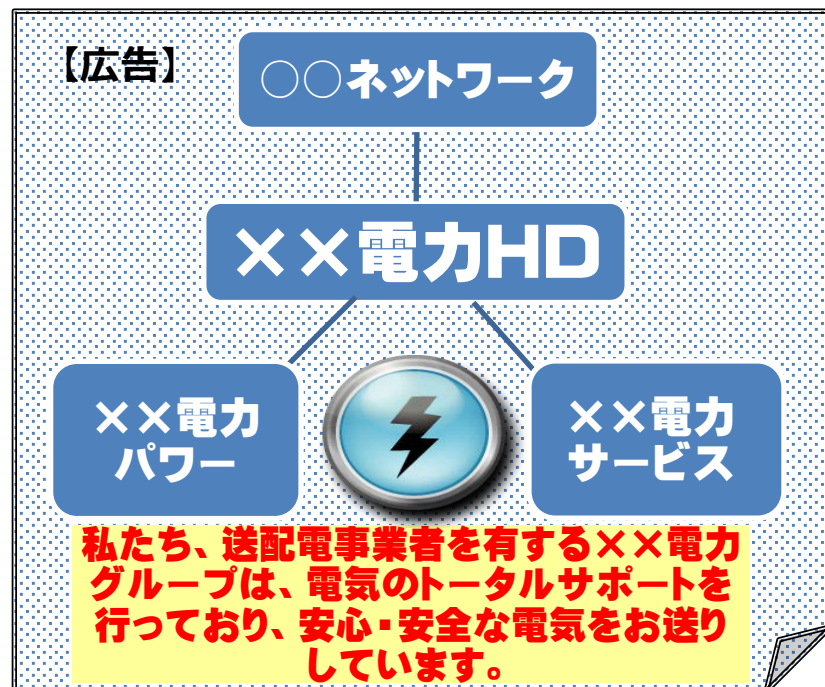 【広告】
○○ネットワーク
××電力HD
××電力
パワー
××電力
サービス
私たち、送配電事業者を有する××電力
グループは、電気のトータルサポートを
行っており、安心・安全な電気をお送り
しています。